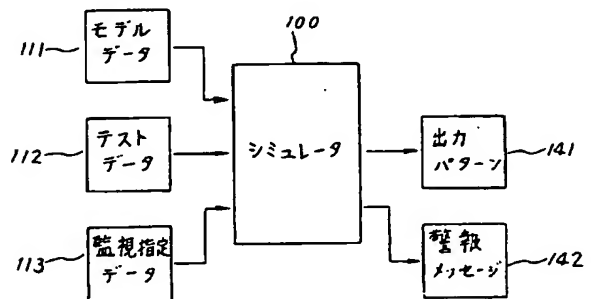 100
111
モデル
データ
112
テスト
データ
シミュレータ
出力
パターン
141
113
監視指定
データ
警報
メッセージ
142